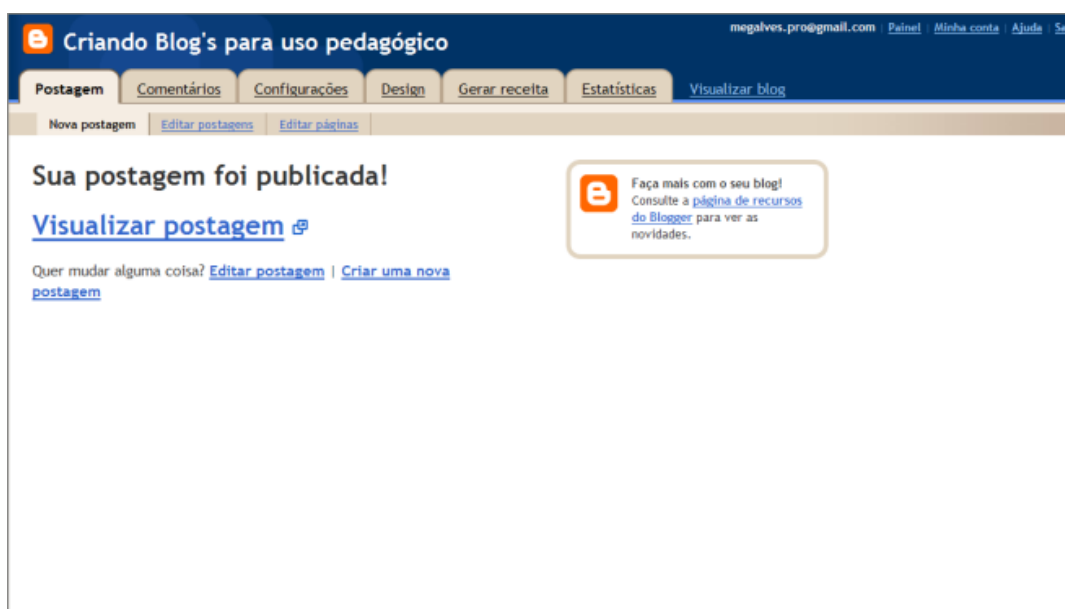 megalves.pro@gmail.com | Painel | Minha conta | Ajuda |
Criando Blog's para uso pedagógico
Postagem Comentários Configurações Design Gerar receita Estatísticas Visualizar blog
Nova postagem Editar postagens Editar páginas
Sua postagem foi publicada!
Visualizar postagem
Quer mudar alguma coisa? Editar postagem | Criar uma nova
postagem
Faça mais com o seu blog!
Consulte a página de recursos
do Blogger para ver as
novidades.